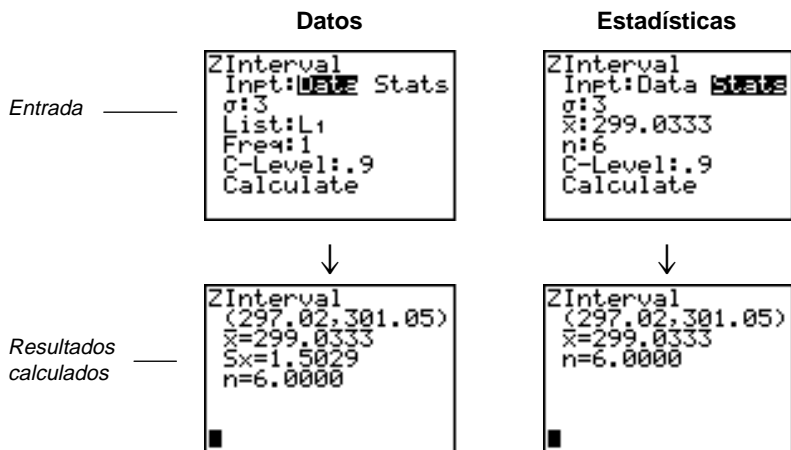 Datos
Estadísticas
Entrada
ZInterval
Inpt:Data Stats
σ:3
List:L₁
Freq:1
C-Level:.9
Calculate
ZInterval
Inpt:Data Stats
σ:3
x̄:299.0333
n:6
C-Level:.9
Calculate
↓
↓
Resultados
calculados
ZInterval
(297.02,301.05)
x̄=299.0333
Sx=1.5029
n=6.0000
ZInterval
(297.02,301.05)
x̄=299.0333
n=6.0000